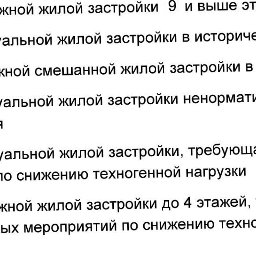 жной жилой застройки 9 и выше эт
уальной жилой застройки в историче
жной смешанной жилой застройки в
уальной жилой застройки ненормати
я
уальной жилой застройки, требующ
по снижению техногенной нагрузки
жной жилой застройки до 4 этажей,
ых мероприятий по снижению техно